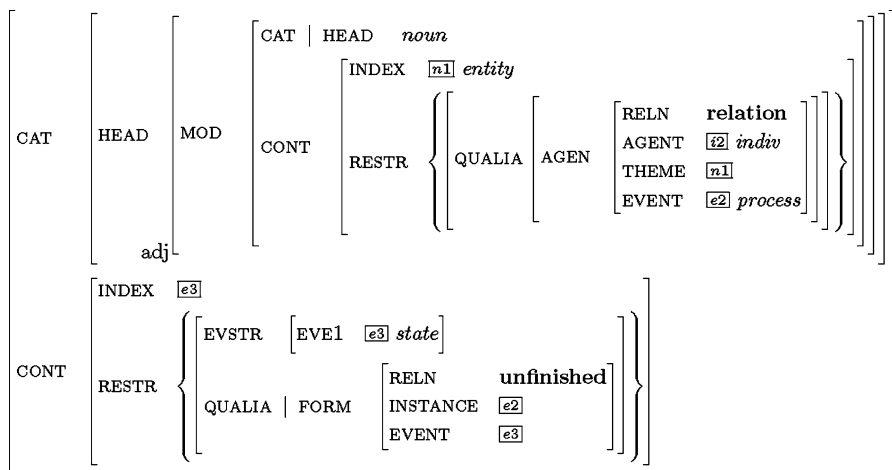 CAT | HEAD noun
INDEX n1 entity
RELN relation
CAT HEAD MOD CONT QUALIA AGEN AGENT i2 indiv
RESTR THEME n1
EVENT e2 process
adj
INDEX e3
EVSTR EVE1 e3 state
CONT RESTR RELN unfinished
QUALIA | FORM INSTANCE e2
EVENT e3